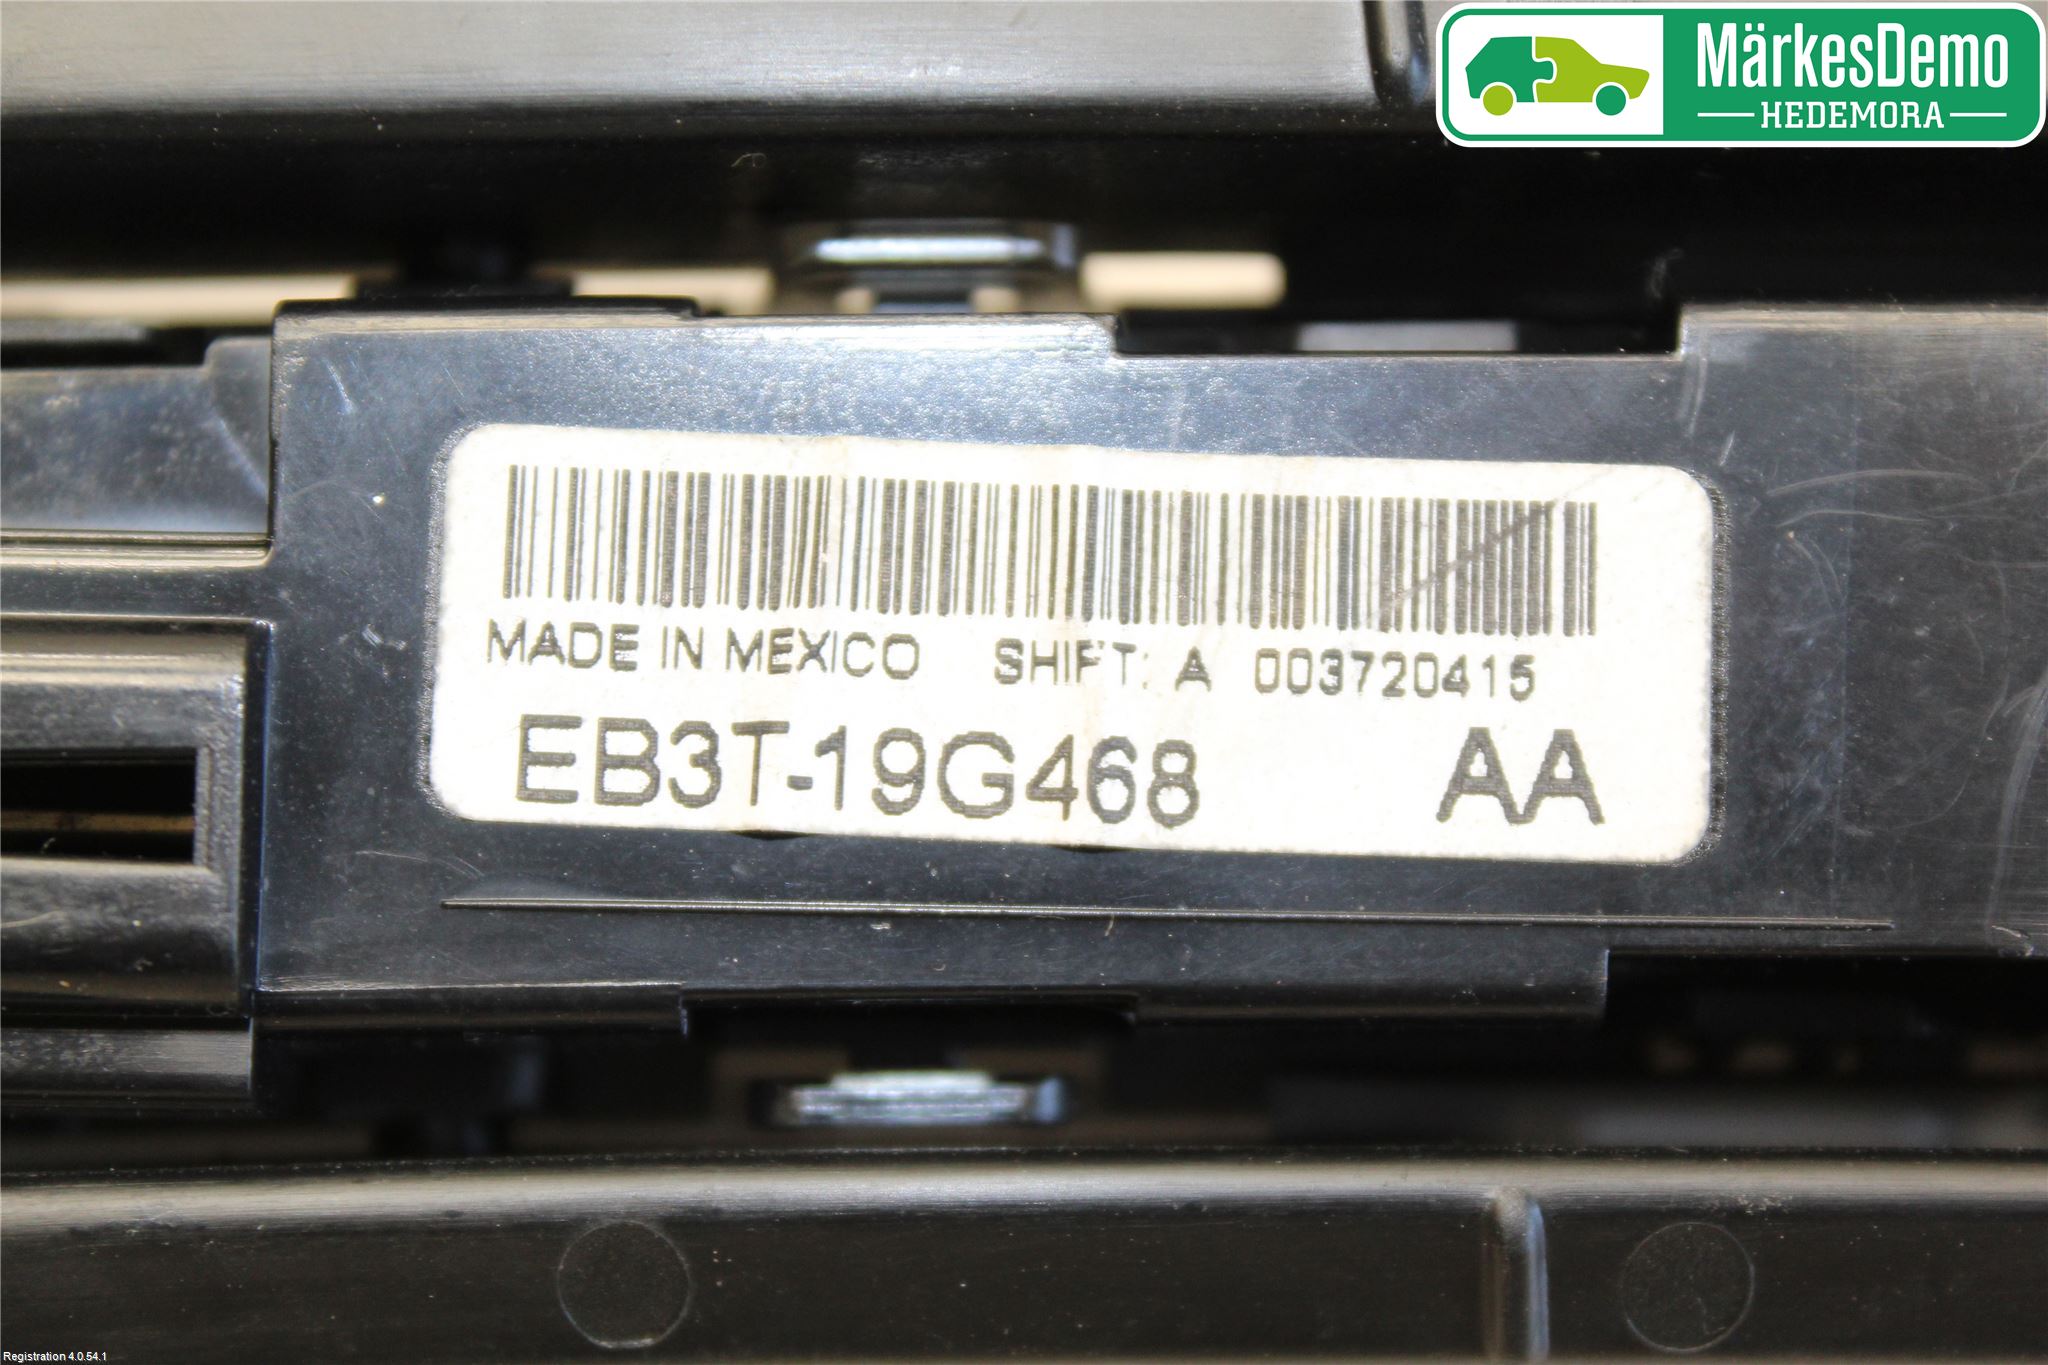 MärkesDemo
HEDEMORA
MADE IN MEXICO SHIFT: A 003720415
EB3T-19G468 AA
Registration 4.0.54.1